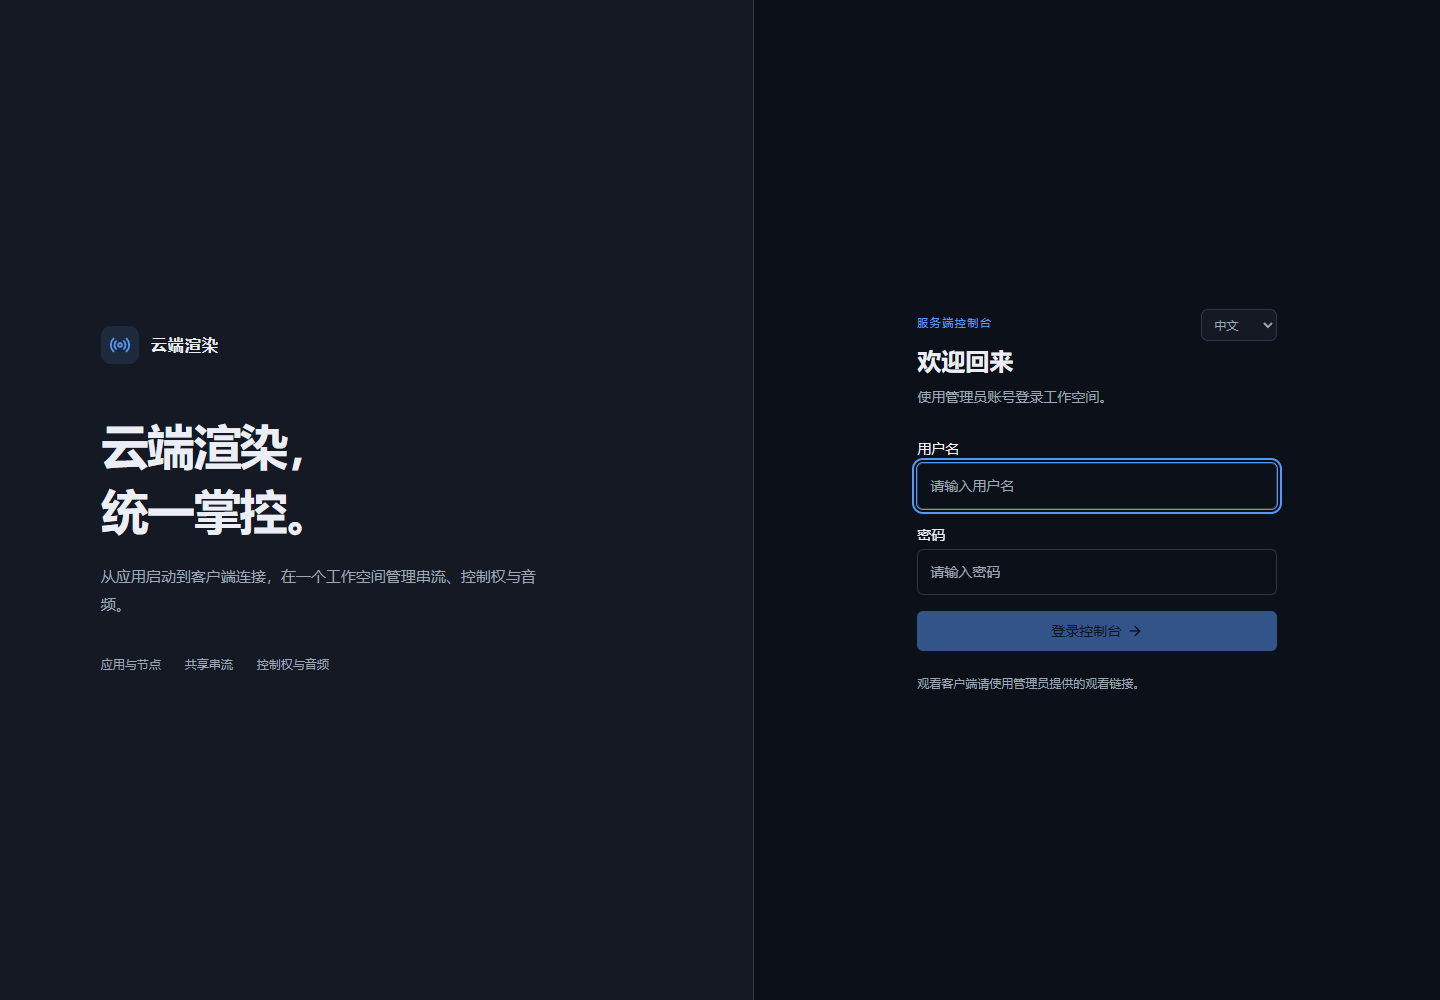 云端渲染
云端渲染，
统一掌控。
从应用启动到客户端连接，在一个工作空间管理串流、控制权与音
频。
应用与节点 共享串流 控制权与音频
服务端控制台
中文
欢迎回来
使用管理员账号登录工作空间。
用户名
请输入用户名
密码
请输入密码
登录控制台 →
观看客户端请使用管理员提供的观看链接。